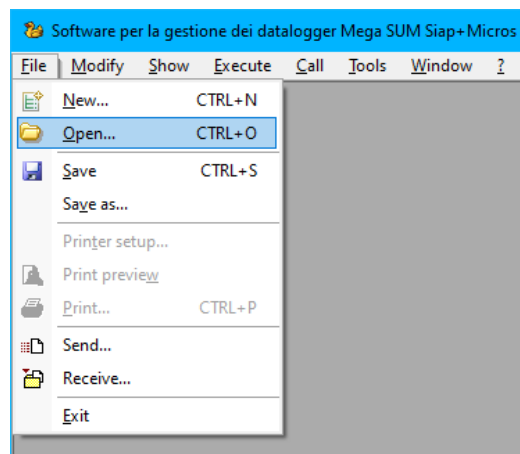 Software per la gestione dei datalogger Mega SUM Siap+Micros
File Modify Show Execute Call Tools Window ?
New... CTRL+N
Open... CTRL+O
Save CTRL+S
Save as...
Printer setup...
Print preview
Print... CTRL+P
Send...
Receive...
Exit